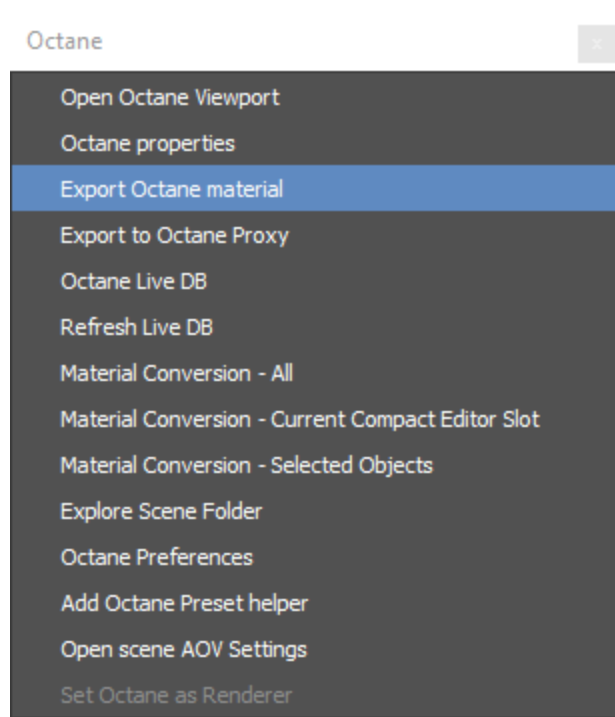 Octane
Open Octane Viewport
Octane properties
Export Octane material
Export to Octane Proxy
Octane Live DB
Refresh Live DB
Material Conversion - All
Material Conversion - Current Compact Editor Slot
Material Conversion - Selected Objects
Explore Scene Folder
Octane Preferences
Add Octane Preset helper
Open scene AOV Settings
Set Octane as Renderer